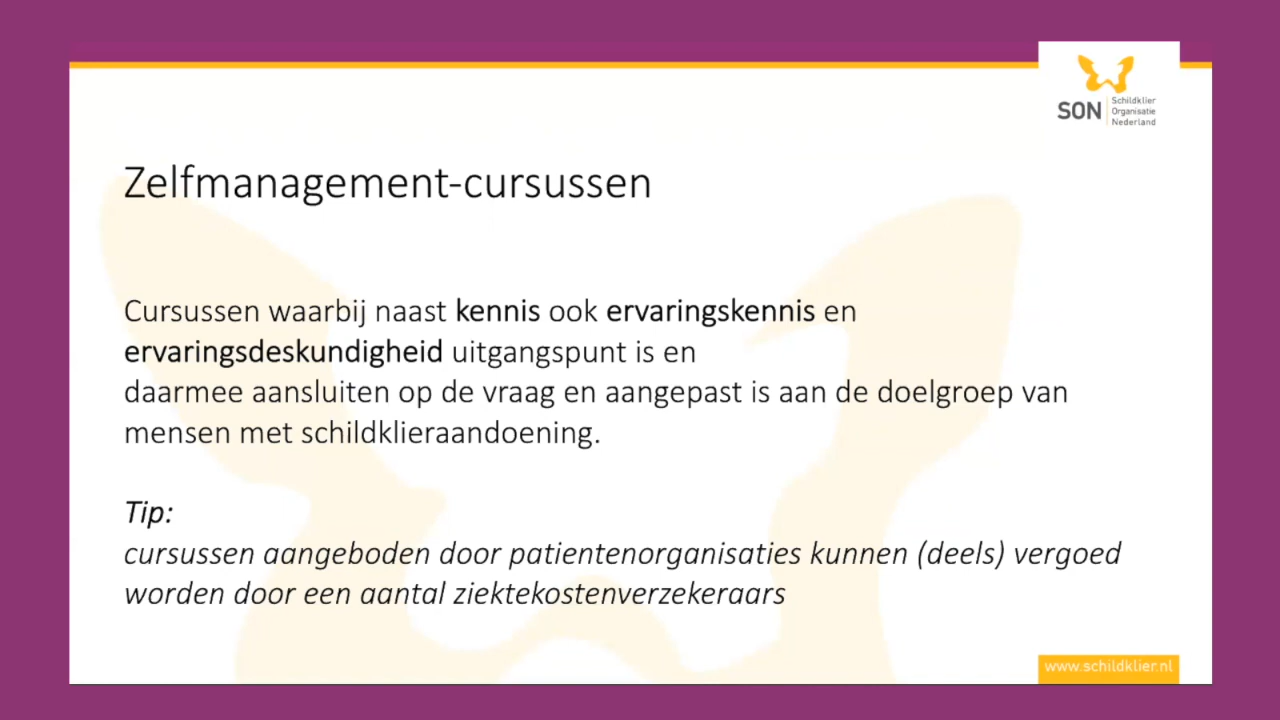 SON
Schildklier
Organisatie
Nederland
Zelfmanagement-cursussen
Cursussen waarbij naast kennis ook ervaringskennis en
ervaringsdeskundigheid uitgangspunt is en
daarmee aansluiten op de vraag en aangepast is aan de doelgroep van
mensen met schildklieraandoening.
Tip:
cursussen aangeboden door patientenorganisaties kunnen (deels) vergoed
worden door een aantal ziektekostenverzekeraars
www.schildklier.nl